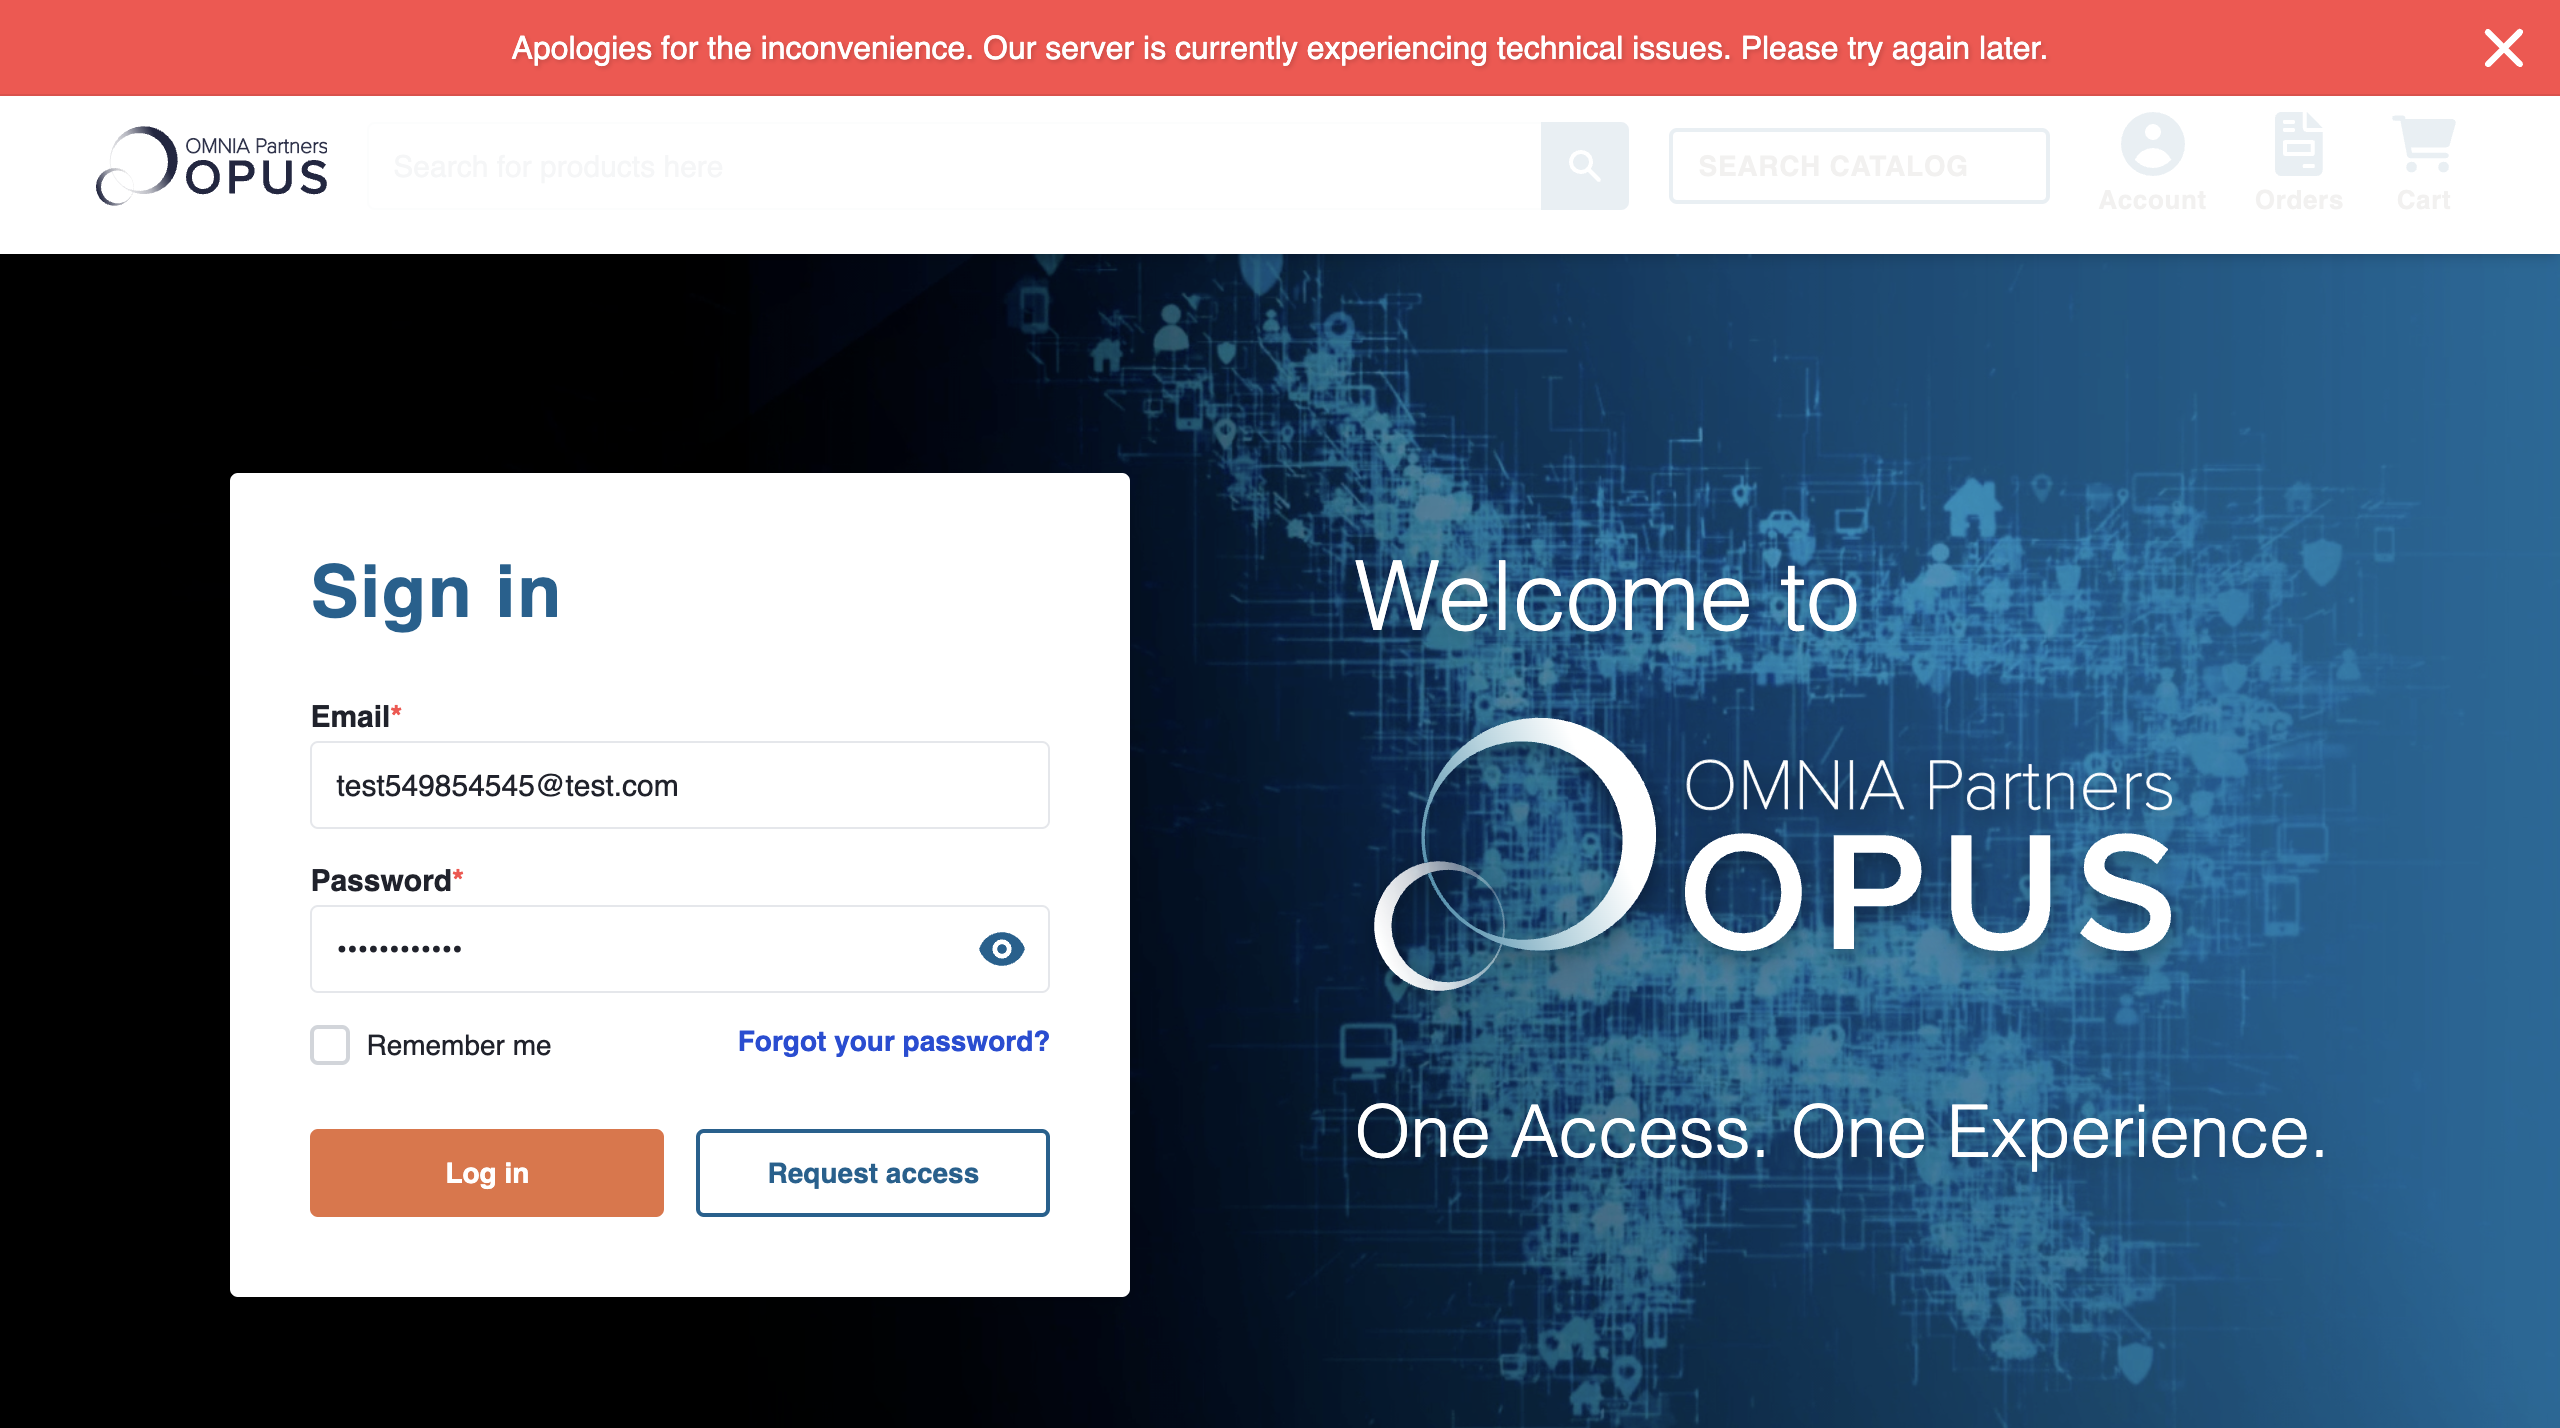 Apologies for the inconvenience. Our server is currently experiencing technical issues. Please try again later.
OMNIA Partners
OPUS
Search for products here
SEARCH CATALOG
Account
Orders
Cart
Sign in
Email*
test549854545@test.com
Password*
••••••••••••
Remember me
Forgot your password?
Log in
Request access
Welcome to
OMNIA Partners
OPUS
One Access. One Experience.